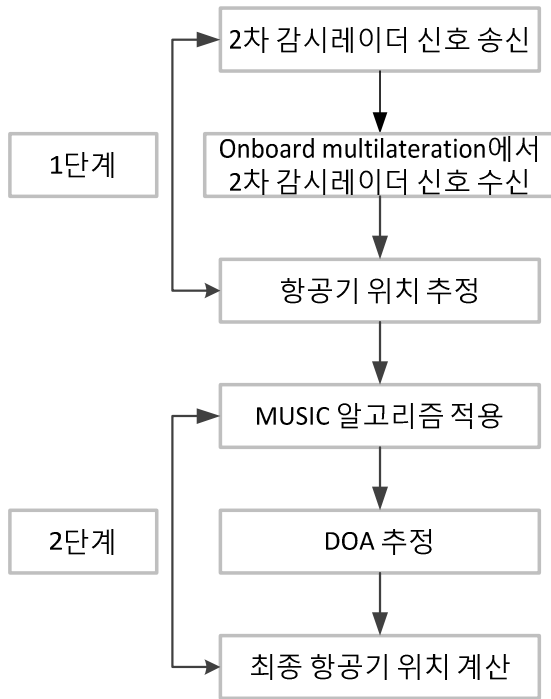 2차 감시레이더 신호 송신
1단계
Onboard multilateration에서
2차 감시레이더 신호 수신
항공기 위치 추정
MUSIC 알고리즘 적용
2단계
DOA 추정
최종 항공기 위치 계산